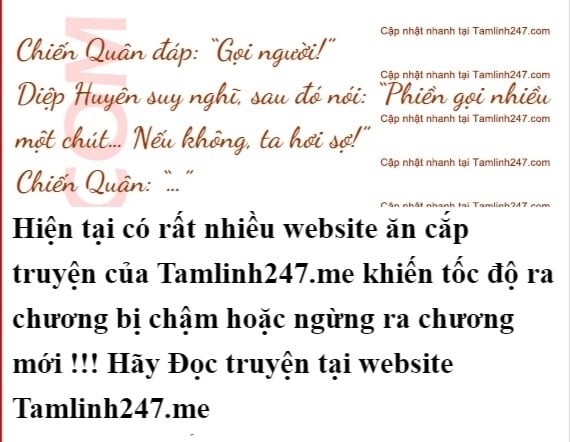 Cập nhật nhanh tại Tamlinh247.com
Chiến Quân đáp: “Gọi người!”
Cập nhật nhanh tại Tamlinh247.com
Diệp Huyên suy nghĩ, sau đó nói: “Phiền gọi nhiều
Cập nhật nhanh tại Tamlinh247.com
một chút... Nếu không, ta hơi sợ!”
Cập nhật nhanh tại Tamlinh247.com
Chiến Quân: “...”
Cập nhật nhanh tại Tamlinh247.com
COM
Hiện tại có rất nhiều website ăn cắp
truyện của Tamlinh247.me khiến tốc độ ra
chương bị chậm hoặc ngừng ra chương
mới !!! Hãy Đọc truyện tại website
Tamlinh247.me